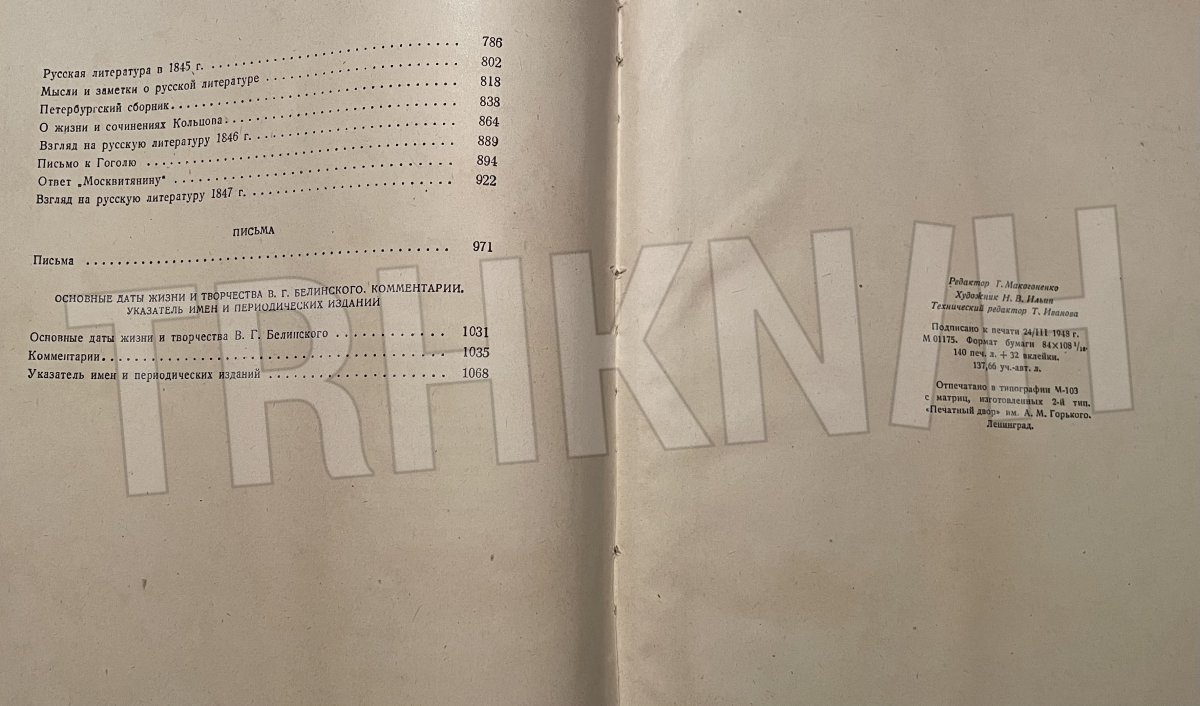 Русская литература в 1845 г. . . . . . . . . . . . . . . . . . . . 786
Мысли и заметки о русской литературе . . . . . . . . . . . . . . . 802
Петербургский сборник. . . . . . . . . . . . . . . . . . . . . . . 818
О жизни и сочинениях Кольцова. . . . . . . . . . . . . . . . . . . 838
Взгляд на русскую литературу 1846 г. . . . . . . . . . . . . . . . 864
Письмо к Гоголю . . . . . . . . . . . . . . . . . . . . . . . . . 889
Ответ „Москвитянину“ . . . . . . . . . . . . . . . . . . . . . . . 894
Взгляд на русскую литературу 1847 г. . . . . . . . . . . . . . . . 922
ПИСЬМА
Письма . . . . . . . . . . . . . . . . . . . . . . . . . . . . . . 971
ОСНОВНЫЕ ДАТЫ ЖИЗНИ И ТВОРЧЕСТВА В. Г. БЕЛИНСКОГО. КОММЕНТАРИИ.
УКАЗАТЕЛЬ ИМЕН И ПЕРИОДИЧЕСКИХ ИЗДАНИЙ
Основные даты жизни и творчества В. Г. Белинского . . . . . . . . . 1031
Комментарии. . . . . . . . . . . . . . . . . . . . . . . . . . . . 1035
Указатель имен и периодических изданий . . . . . . . . . . . . . . 1068
Редактор Г. Макогоненко
Художник Н. В. Ильин
Технический редактор Т. Иванова
Подписано к печати 24/III 1948 г.
М 01175. Формат бумаги 84×108 1/16.
140 печ. л. + 32 вклейки.
137,66 уч.-авт. л.
Отпечатано в типографии М-103
с матриц, изготовленных 2-й тип.
«Печатный двор» им. А. М. Горького.
Ленинград.
TRHKN/H